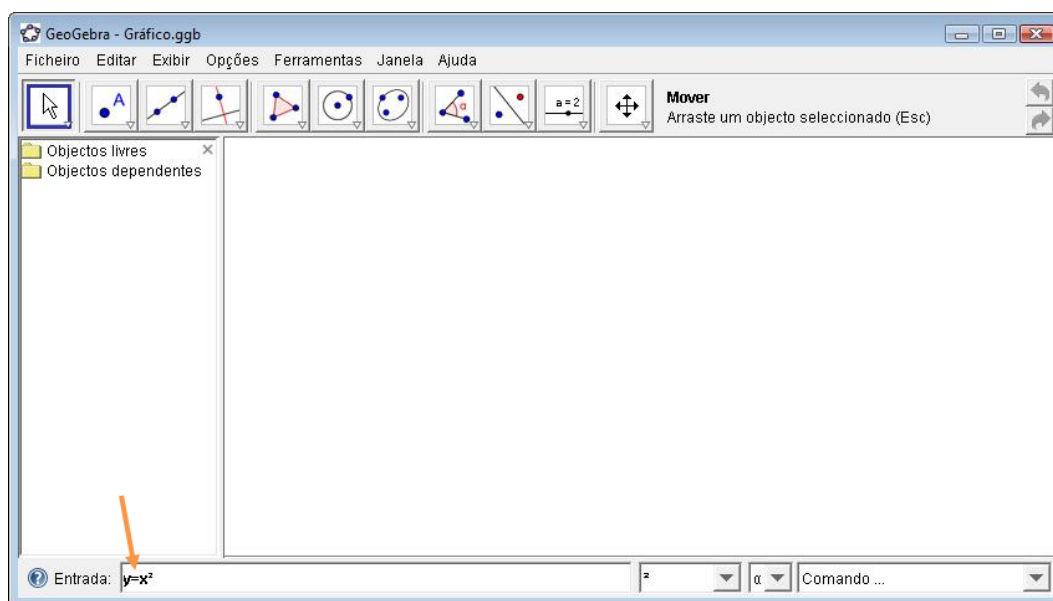 GeoGebra - Gráfico.ggb
Ficheiro Editar Exibir Opções Ferramentas Janela Ajuda
A
α
a = 2
Mover
Arraste um objecto seleccionado (Esc)
Objectos livres
Objectos dependentes
Entrada: y=x²
²
α
Comando ...